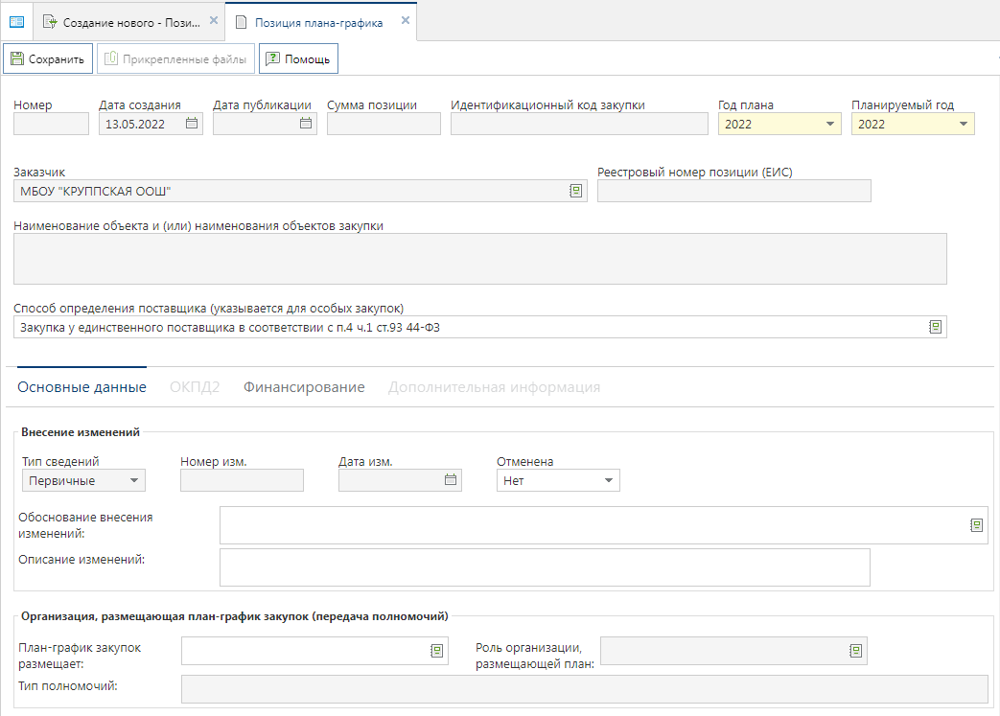 Создание нового - Пози...
Позиция плана-графика
Сохранить
Прикрепленные файлы
Помощь
Номер
Дата создания
Дата публикации
Сумма позиции
Идентификационный код закупки
Год плана
Планируемый год
13.05.2022
2022
2022
Заказчик
Реестровый номер позиции (ЕИС)
МБОУ "КРУППСКАЯ ООШ"
Наименование объекта и (или) наименования объектов закупки
Способ определения поставщика (указывается для особых закупок)
Закупка у единственного поставщика в соответствии с п.4 ч.1 ст.93 44-ФЗ
Основные данные
ОКПД2
Финансирование
Дополнительная информация
Внесение изменений
Тип сведений
Номер изм.
Дата изм.
Отменена
Первичные
Нет
Обоснование внесения
изменений:
Описание изменений:
Организация, размещающая план-график закупок (передача полномочий)
План-график закупок
размещает:
Роль организации,
размещающей план:
Тип полномочий: